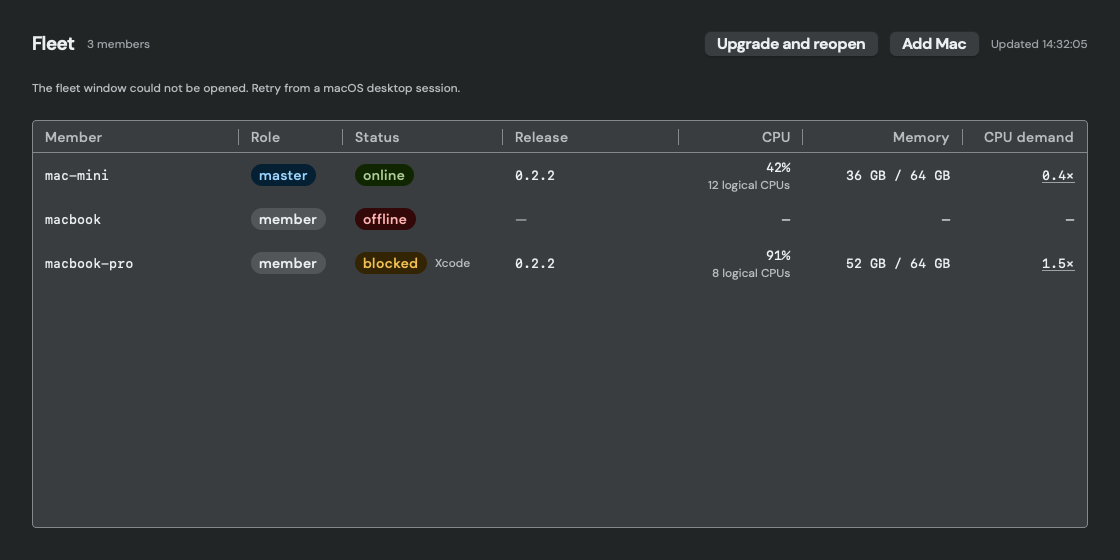 Fleet 3 members Upgrade and reopen Add Mac Updated 14:32:05
The fleet window could not be opened. Retry from a macOS desktop session.
Member Role Status Release CPU Memory CPU demand
mac-mini master online 0.2.2 42% 36 GB / 64 GB 0.4×
12 logical CPUs
macbook member offline — — — —
macbook-pro member blocked Xcode 0.2.2 91% 52 GB / 64 GB 1.5×
8 logical CPUs